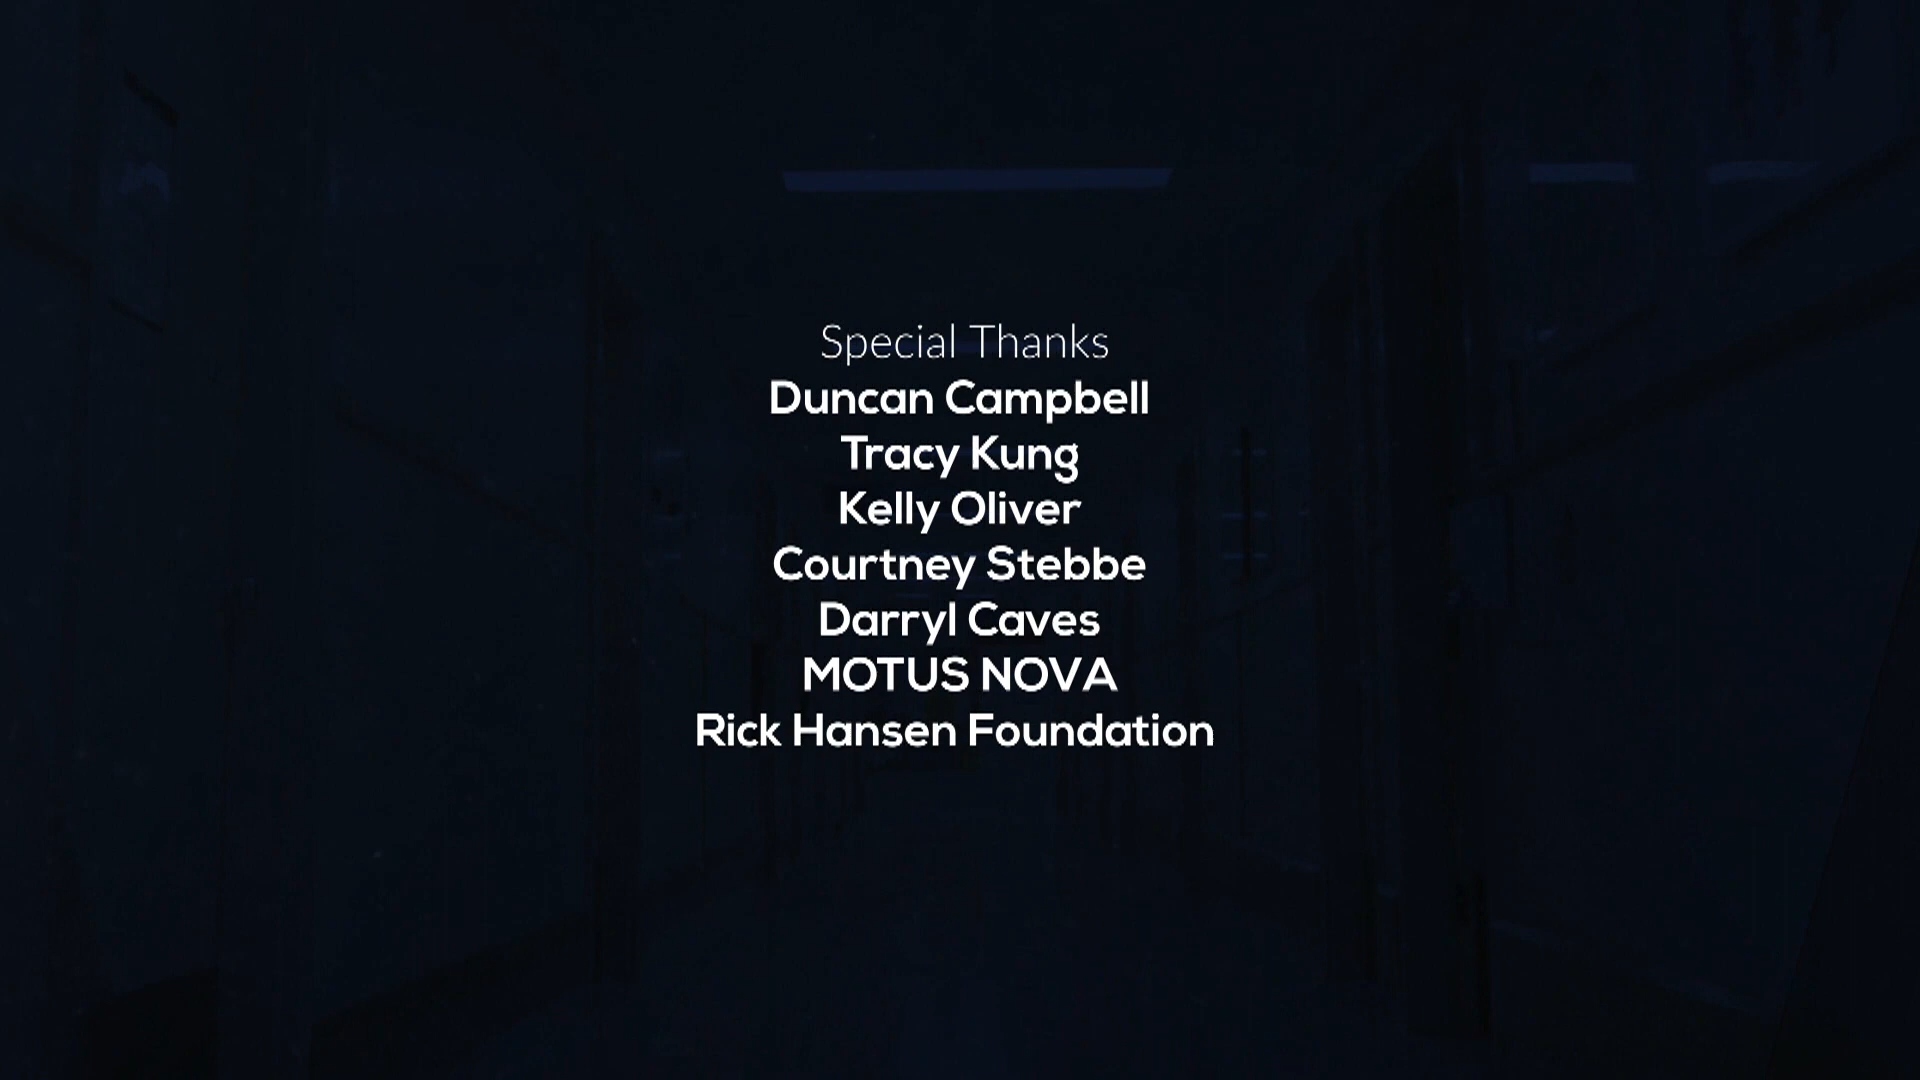 Special Thanks
Duncan Campbell
Tracy Kung
Kelly Oliver
Courtney Stebbe
Darryl Caves
MOTUS NOVA
Rick Hansen Foundation